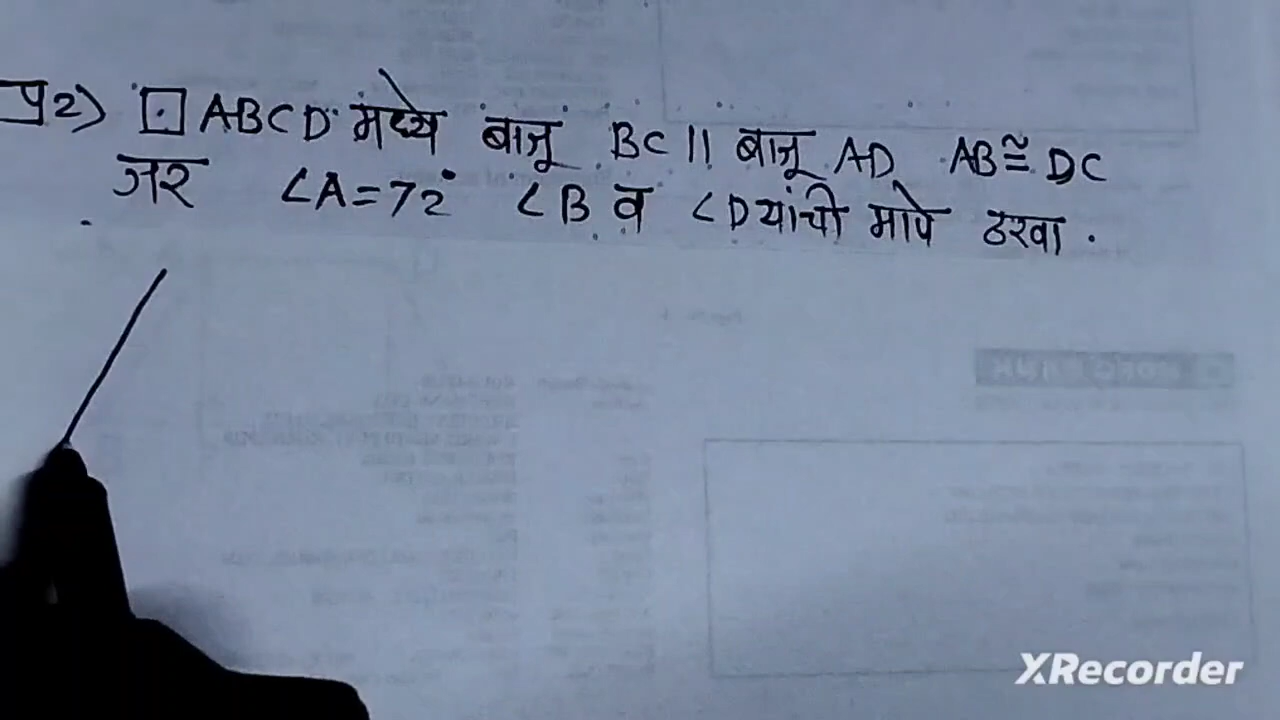 प्र2) □ ABCD मध्ये बाजू BC || बाजू AD AB ≅ DC
जर ∠A = 72° ∠B व ∠D यांची मापे ठरवा.
XRecorder